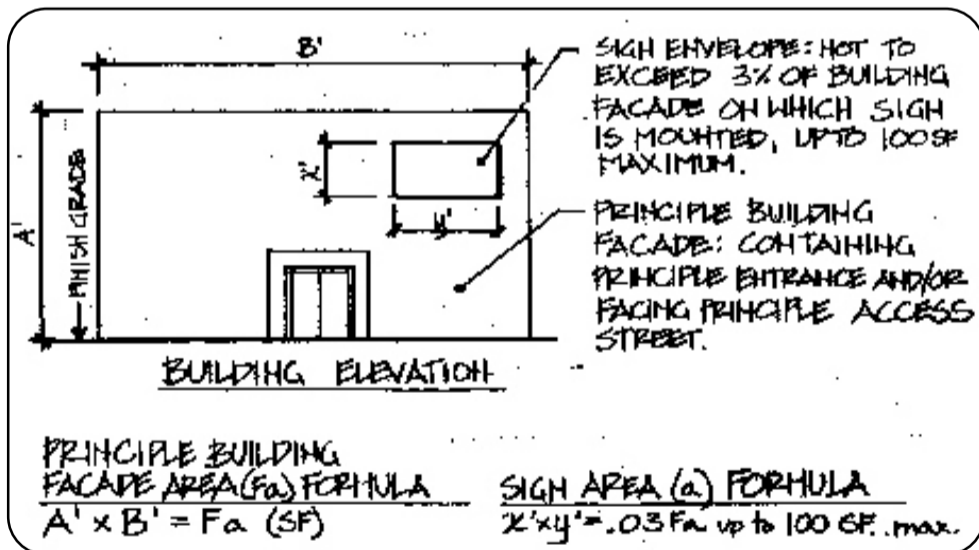 B'
SIGN ENVELOPE: NOT TO
EXCEED 3% OF BUILDING
FACADE ON WHICH SIGN
IS MOUNTED, UP TO 100 SF
MAXIMUM.
x'
y'
A'
FINISH GRADE
PRINCIPLE BUILDING
FACADE: CONTAINING
PRINCIPLE ENTRANCE AND/OR
FACING PRINCIPLE ACCESS
STREET.
BUILDING ELEVATION
PRINCIPLE BUILDING
FACADE AREA (Fa) FORMULA
A' x B' = Fa (SF)
SIGN AREA (a) FORMULA
x' x y' = .03 Fa up to 100 SF. max.